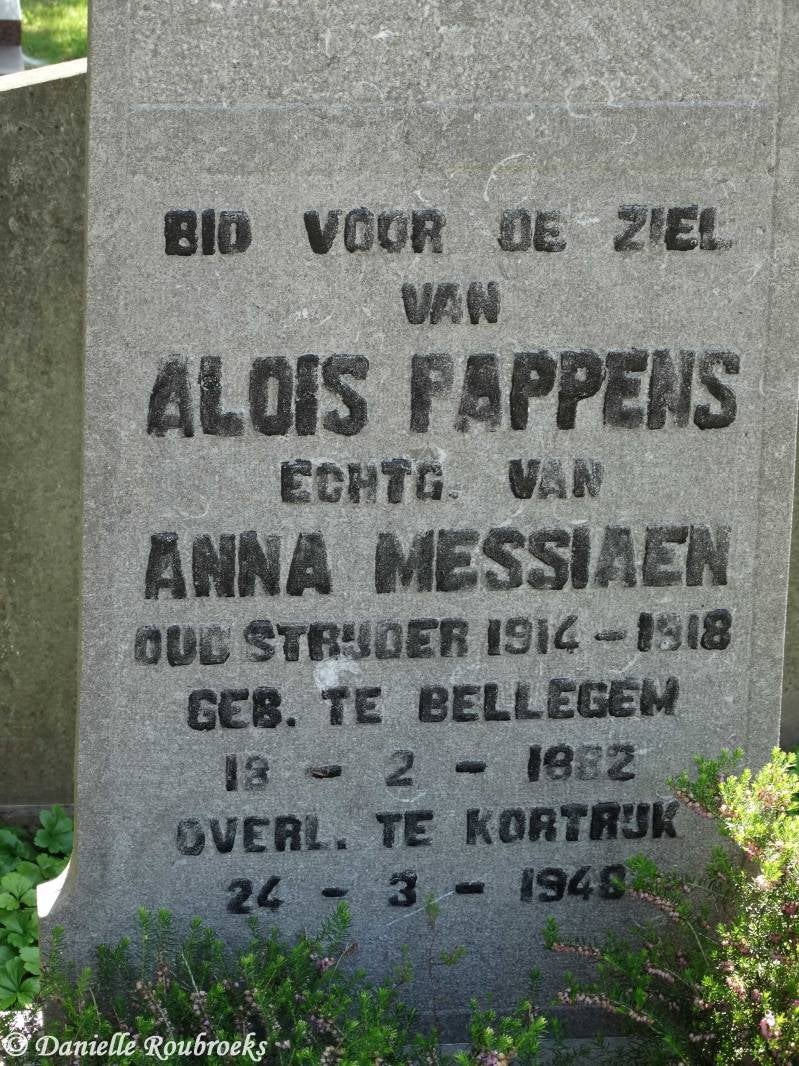 BID VOOR DE ZIEL
VAN
ALOIS PAPPENS
ECHTG. VAN
ANNA MESSIAEN
OUD STRIJDER 1914 - 1918
GEB. TE BELLEGEM
18 - 2 - 1882
OVERL. TE KORTRIJK
24 - 3 - 1948
© Danielle Roubroeks